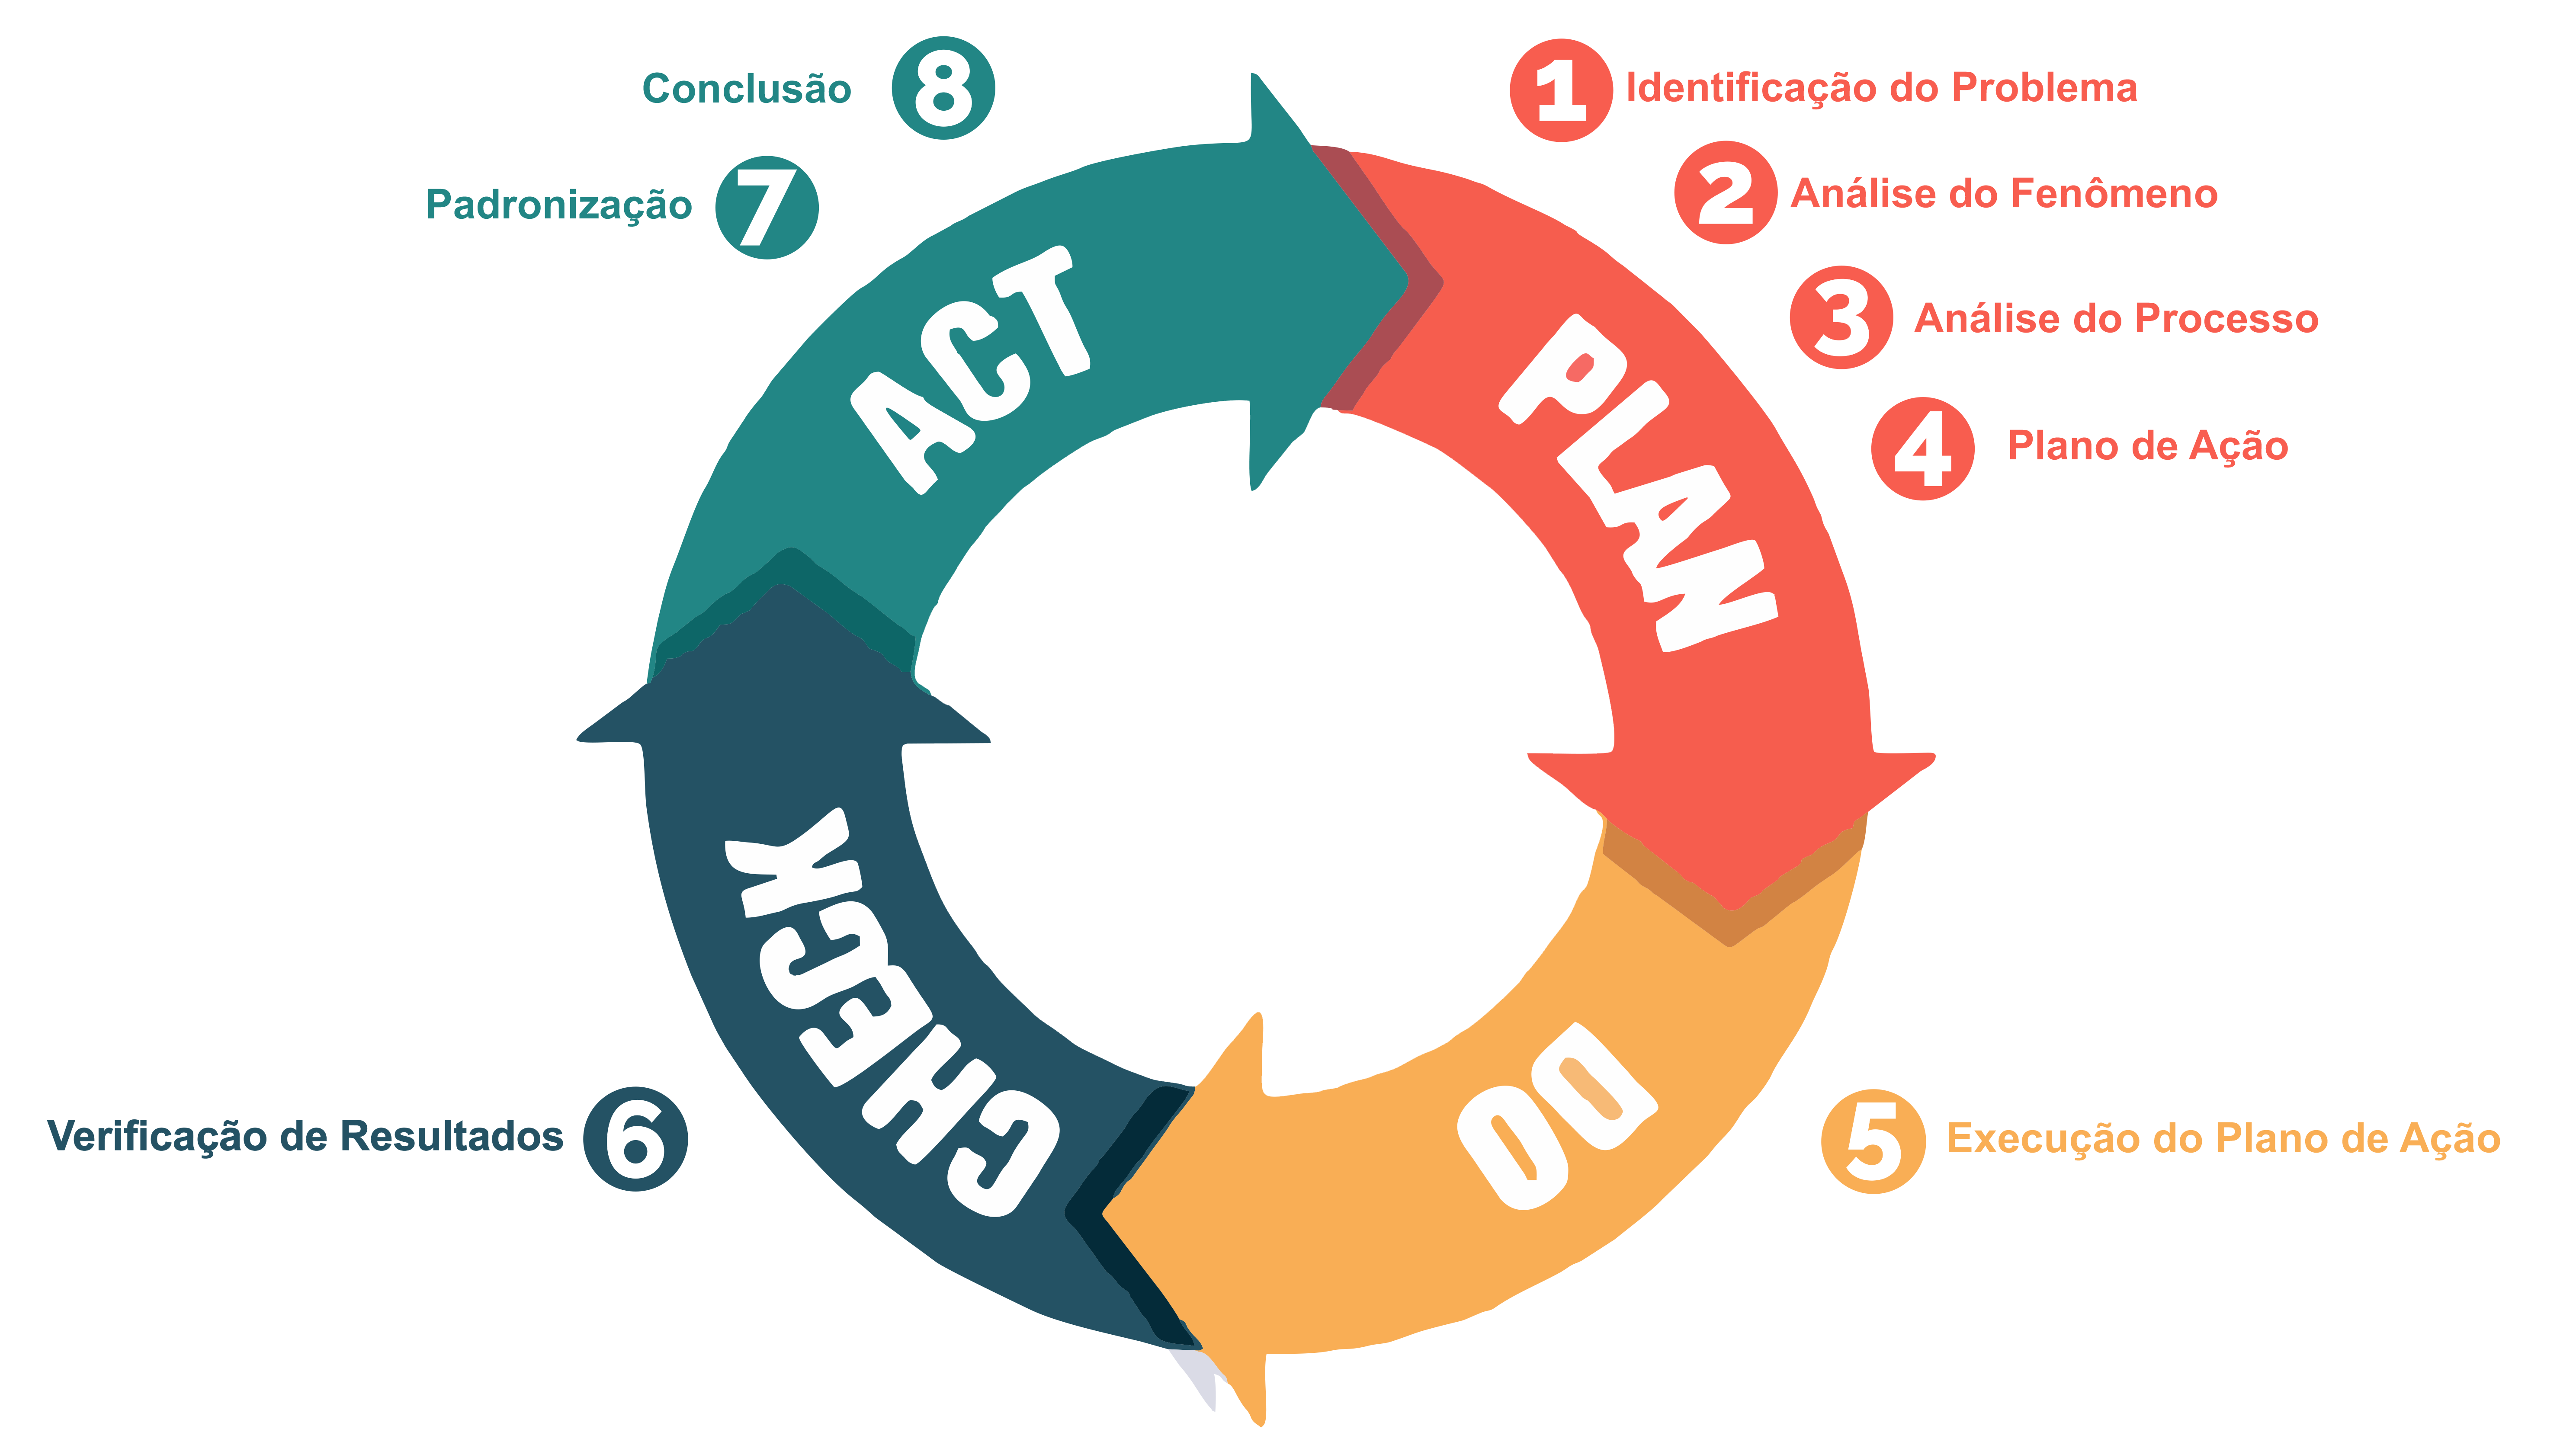 8
Conclusão
7
Padronização
ACT
1
Identificação do Problema
2
Análise do Fenômeno
3
Análise do Processo
4
Plano de Ação
PLAN
DO
5
Execução do Plano de Ação
CHECK
6
Verificação de Resultados